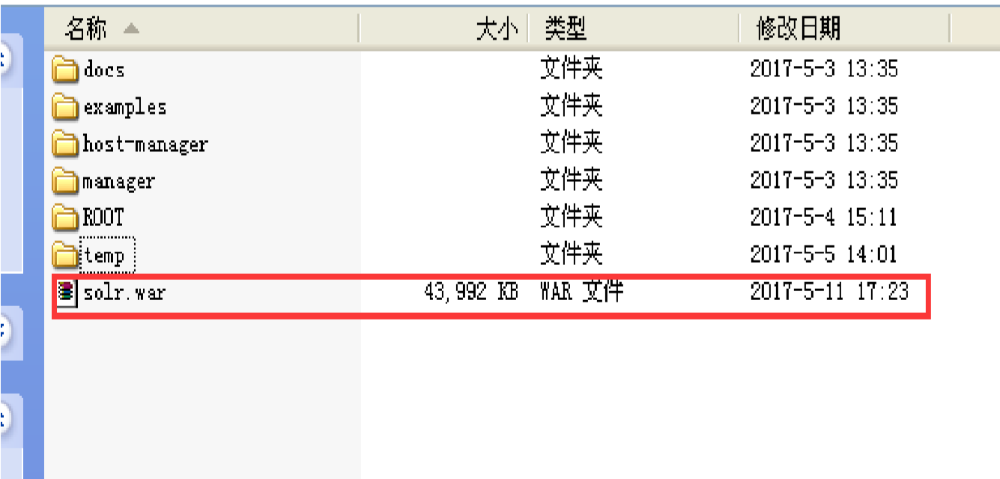 名称 大小 类型 修改日期
docs 文件夹 2017-5-3 13:35
examples 文件夹 2017-5-3 13:35
host-manager 文件夹 2017-5-3 13:35
manager 文件夹 2017-5-3 13:35
ROOT 文件夹 2017-5-4 15:11
temp 文件夹 2017-5-5 14:01
solr.war 43,992 KB WAR 文件 2017-5-11 17:23